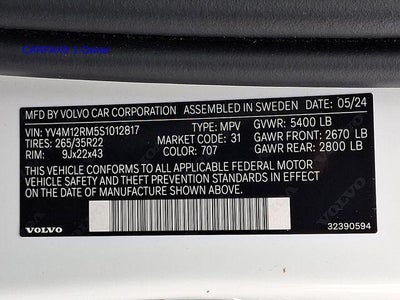 MFD BY VOLVO CAR CORPORATION ASSEMBLED IN SWEDEN DATE: 05/24
VIN: YV4M12RM5S1012817 TYPE: MPV GVWR: 5400 LB
TIRES: 265/35R22 MARKET CODE: 31 GAWR FRONT: 2670 LB
RIM: 9Jx22x43 COLOR: 707 GAWR REAR: 2800 LB
THIS VEHICLE CONFORMS TO ALL APPLICABLE FEDERAL MOTOR
VEHICLE SAFETY AND THEFT PREVENTION STANDARDS IN EFFECT
ON THE DATE OF MANUFACTURE SHOWN ABOVE.
VOLVO 32390594